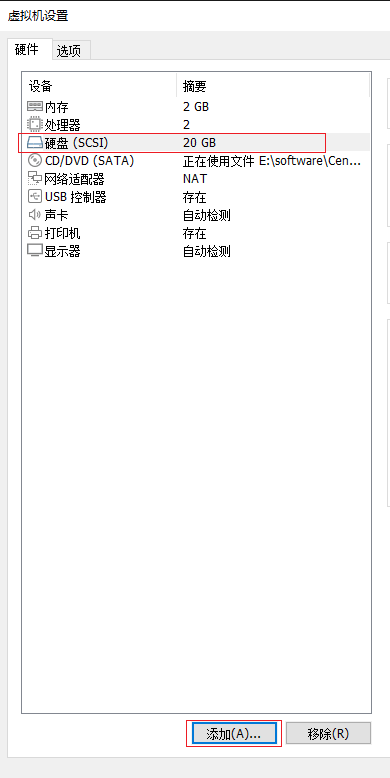 虚拟机设置
硬件 选项
设备 摘要
内存 2 GB
处理器 2
硬盘 (SCSI) 20 GB
CD/DVD (SATA) 正在使用文件 E:\software\Cen...
网络适配器 NAT
USB 控制器 存在
声卡 自动检测
打印机 存在
显示器 自动检测
添加(A)... 移除(R)